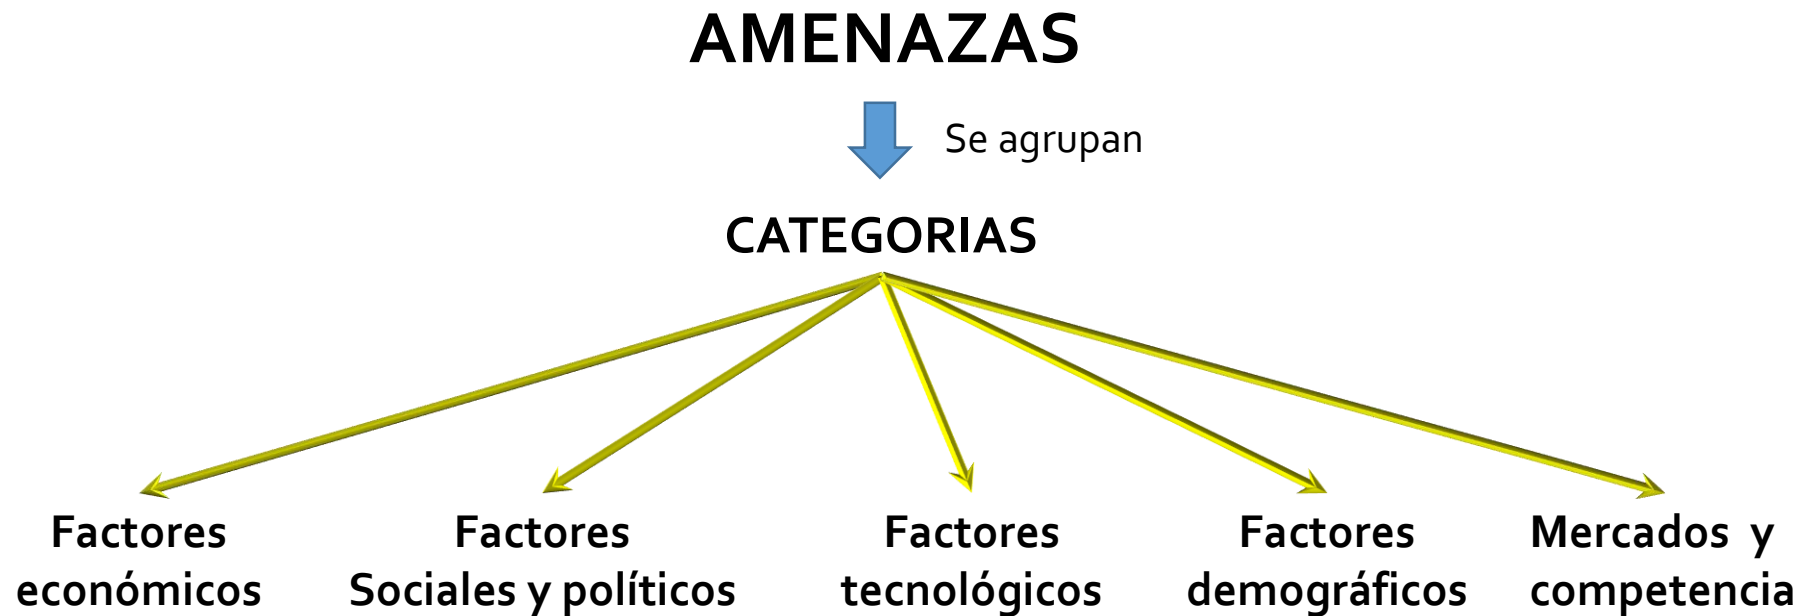 AMENAZAS
Se agrupan
CATEGORIAS
Factores
económicos
Factores
Sociales y políticos
Factores
tecnológicos
Factores
demográficos
Mercados y
competencia